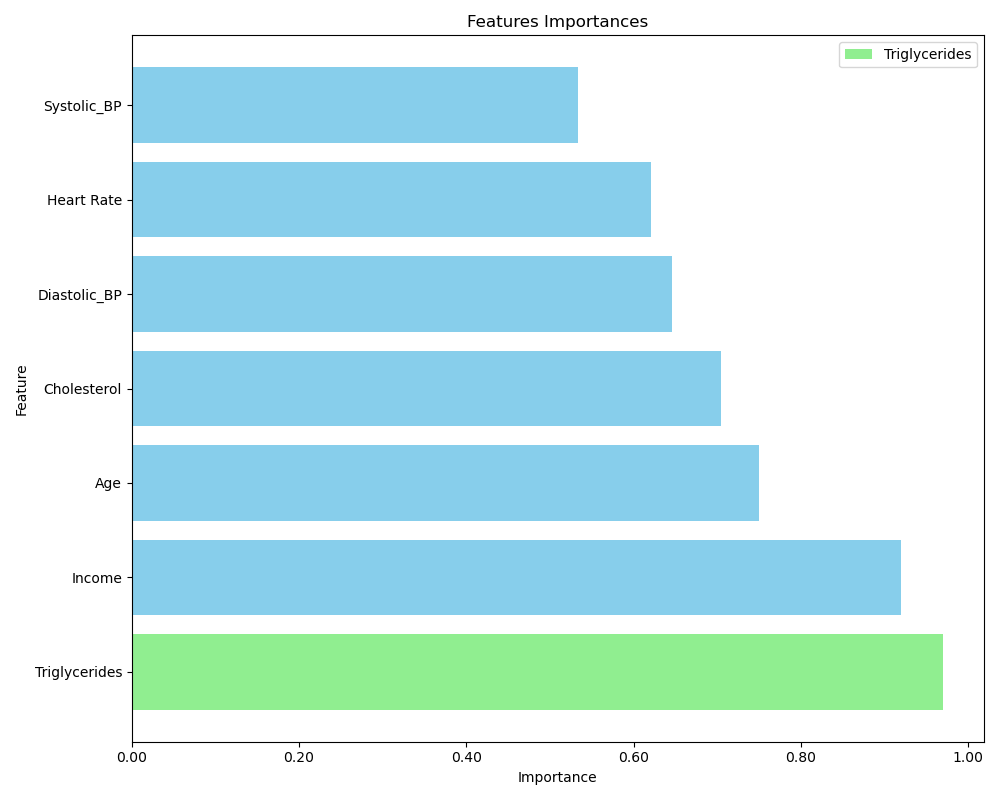 Features Importances
Triglycerides
Feature
Systolic_BP
Heart Rate
Diastolic_BP
Cholesterol
Age
Income
Triglycerides
0.00 0.20 0.40 0.60 0.80 1.00
Importance